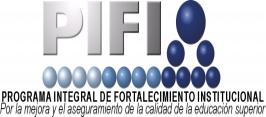 PIFI
PROGRAMA INTEGRAL DE FORTALECIMIENTO INSTITUCIONAL
Por la mejora y el aseguramiento de la calidad de la educación superior